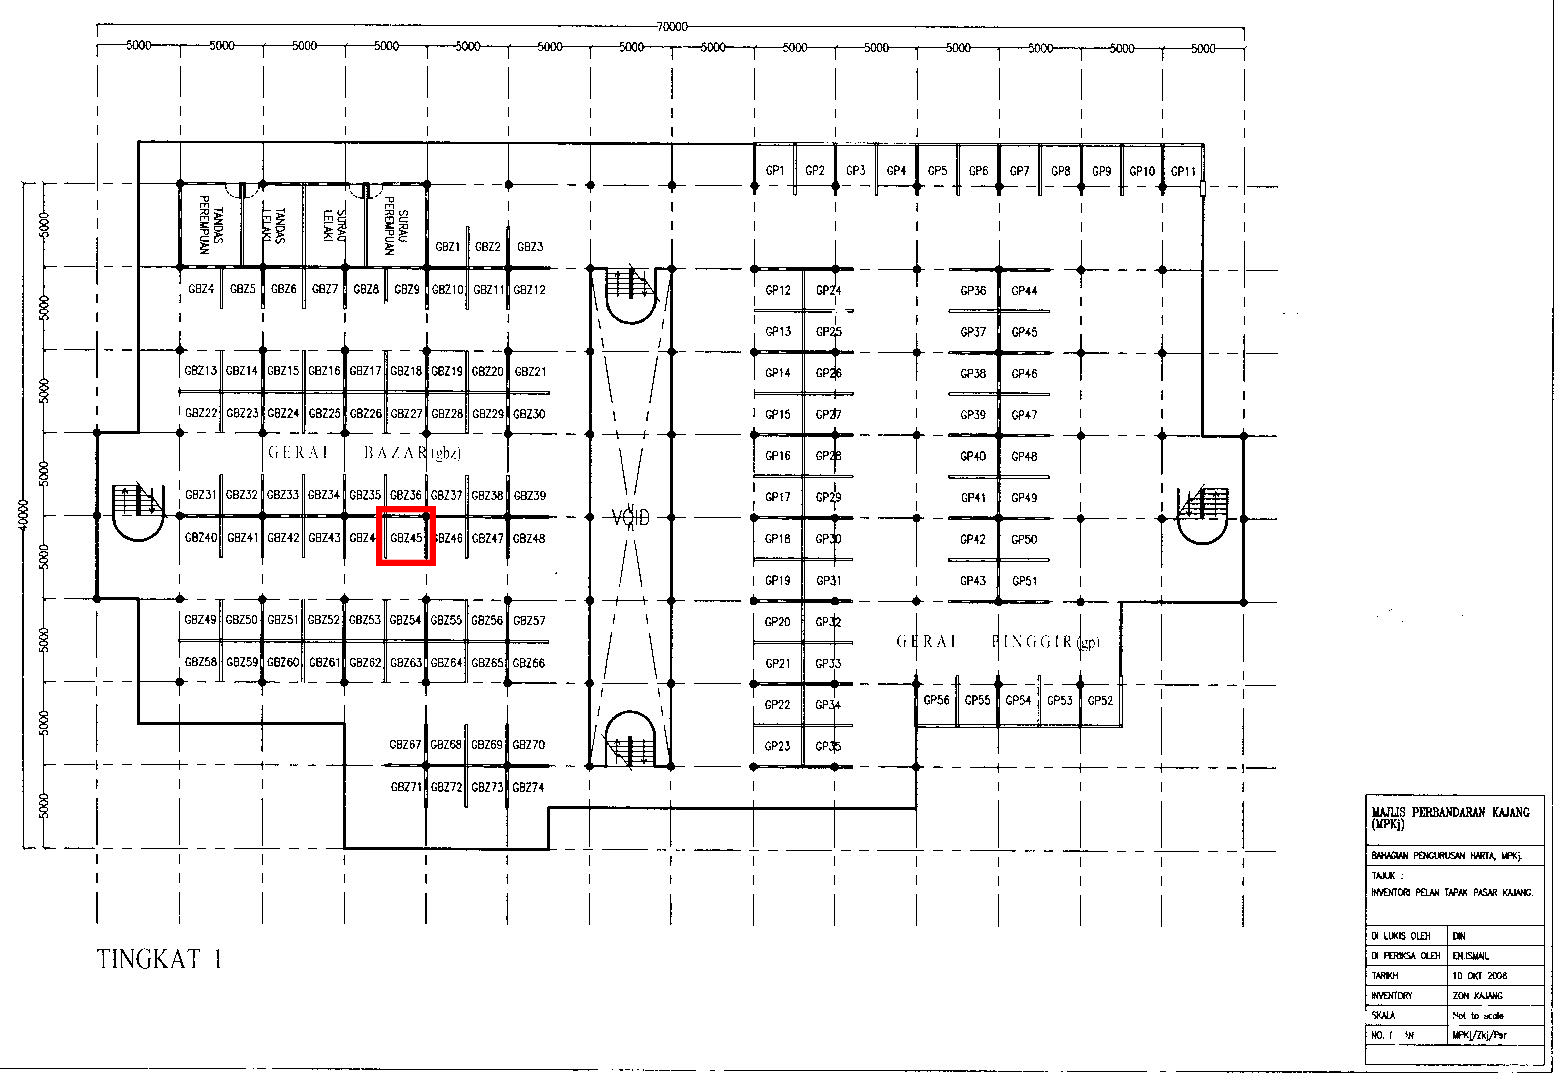 70000
5000 5000 5000 5000 5000 5000 5000 5000 5000 5000 5000 5000 5000 5000
GP1 GP2 GP3 GP4 GP5 GP6 GP7 GP8 GP9 GP10 GP11
TANDAS PEREMPUAN
TANDAS LELAKI
SURAU LELAKI
SURAU PEREMPUAN
5000
GBZ1 GBZ2 GBZ3
GBZ4 GBZ5 GBZ6 GBZ7 GBZ8 GBZ9 GBZ10 GBZ11 GBZ12 GP12 GP24 GP36 GP44
5000
GP13 GP25 GP37 GP45
GBZ13 GBZ14 GBZ15 GBZ16 GBZ17 GBZ18 GBZ19 GBZ20 GBZ21 GP14 GP26 GP38 GP46
5000
GBZ22 GBZ23 GBZ24 GBZ25 GBZ26 GBZ27 GBZ28 GBZ29 GBZ30 GP15 GP27 GP39 GP47
GERAI BAZAR(gbz) GP16 GP28 GP40 GP48
5000
GBZ31 GBZ32 GBZ33 GBZ34 GBZ35 GBZ36 GBZ37 GBZ38 GBZ39 GP17 GP29 GP41 GP49
40000
VOID
GBZ40 GBZ41 GBZ42 GBZ43 GBZ45 GBZ46 GBZ47 GBZ48 GP18 GP30 GP42 GP50
5000
GP19 GP31 GP43 GP51
GBZ49 GBZ50 GBZ51 GBZ52 GBZ53 GBZ54 GBZ55 GBZ56 GBZ57 GP20 GP32
5000
GERAI PINGGIR(gp)
GBZ58 GBZ59 GBZ60 GBZ61 GBZ62 GBZ63 GBZ64 GBZ65 GBZ66 GP21 GP33
GP22 GP34 GP56 GP55 GP54 GP53 GP52
5000
GBZ67 GBZ68 GBZ69 GBZ70 GP23 GP35
GBZ71 GBZ72 GBZ73 GBZ74
5000
TINGKAT 1
MAJLIS PERBANDARAN KAJANG
(MPKj)
BAHAGIAN PENGURUSAN HARTA, MPKj.
TAJUK :
INVENTORI PELAN TAPAK PASAR KAJANG.
DI LUKIS OLEH DIN
DI PERIKSA OLEH EN.ISMAIL
TARIKH 10 OKT 2008
INVENTORY ZON KAJANG
SKALA Not to scale
NO. MPKj/Zkj/Psr